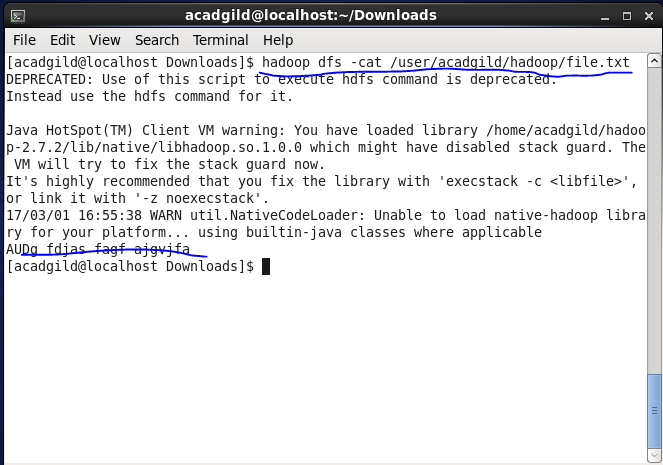 acadgild@localhost:~/Downloads
File Edit View Search Terminal Help
[acadgild@localhost Downloads]$ hadoop dfs -cat /user/acadgild/hadoop/file.txt
DEPRECATED: Use of this script to execute hdfs command is deprecated.
Instead use the hdfs command for it.
Java HotSpot(TM) Client VM warning: You have loaded library /home/acadgild/hadoo
p-2.7.2/lib/native/libhadoop.so.1.0.0 which might have disabled stack guard. The
VM will try to fix the stack guard now.
It's highly recommended that you fix the library with 'execstack -c <libfile>',
or link it with '-z noexecstack'.
17/03/01 16:55:38 WARN util.NativeCodeLoader: Unable to load native-hadoop libra
ry for your platform... using builtin-java classes where applicable
AUDg fdjas fagf ajgvjfa
[acadgild@localhost Downloads]$